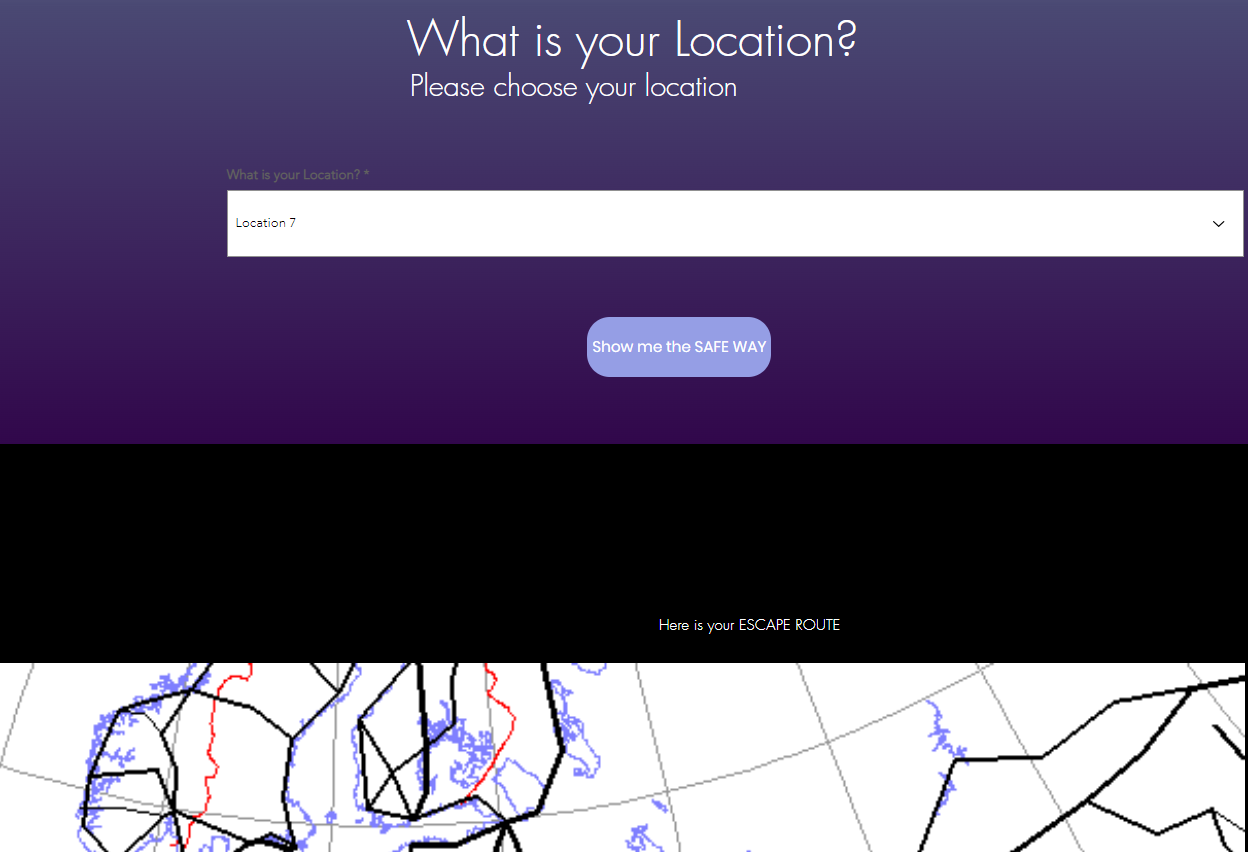 What is your Location?
Please choose your location
What is your Location? *
Location 7
Show me the SAFE WAY
Here is your ESCAPE ROUTE